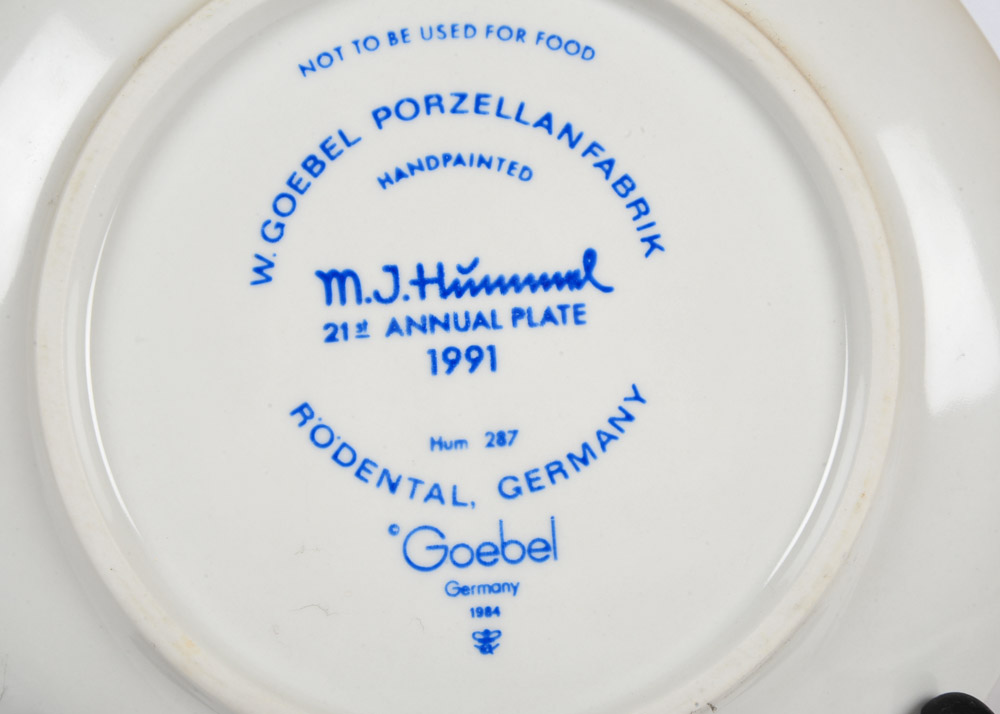 NOT TO BE USED FOR FOOD
W. GOEBEL PORZELLANFABRIK
HANDPAINTED
M.J.Hümmel
21st ANNUAL PLATE
1991
Hum 287
RÖDENTAL, GERMANY
©Goebel
Germany
1984